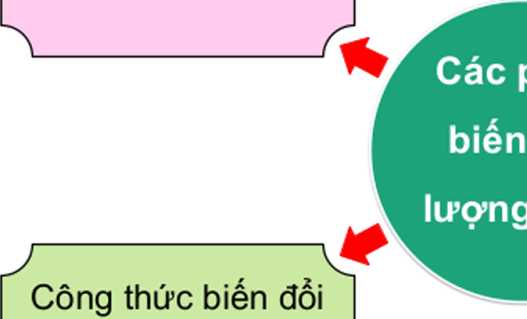 Các
biến
lượng
Công thức biến đổi